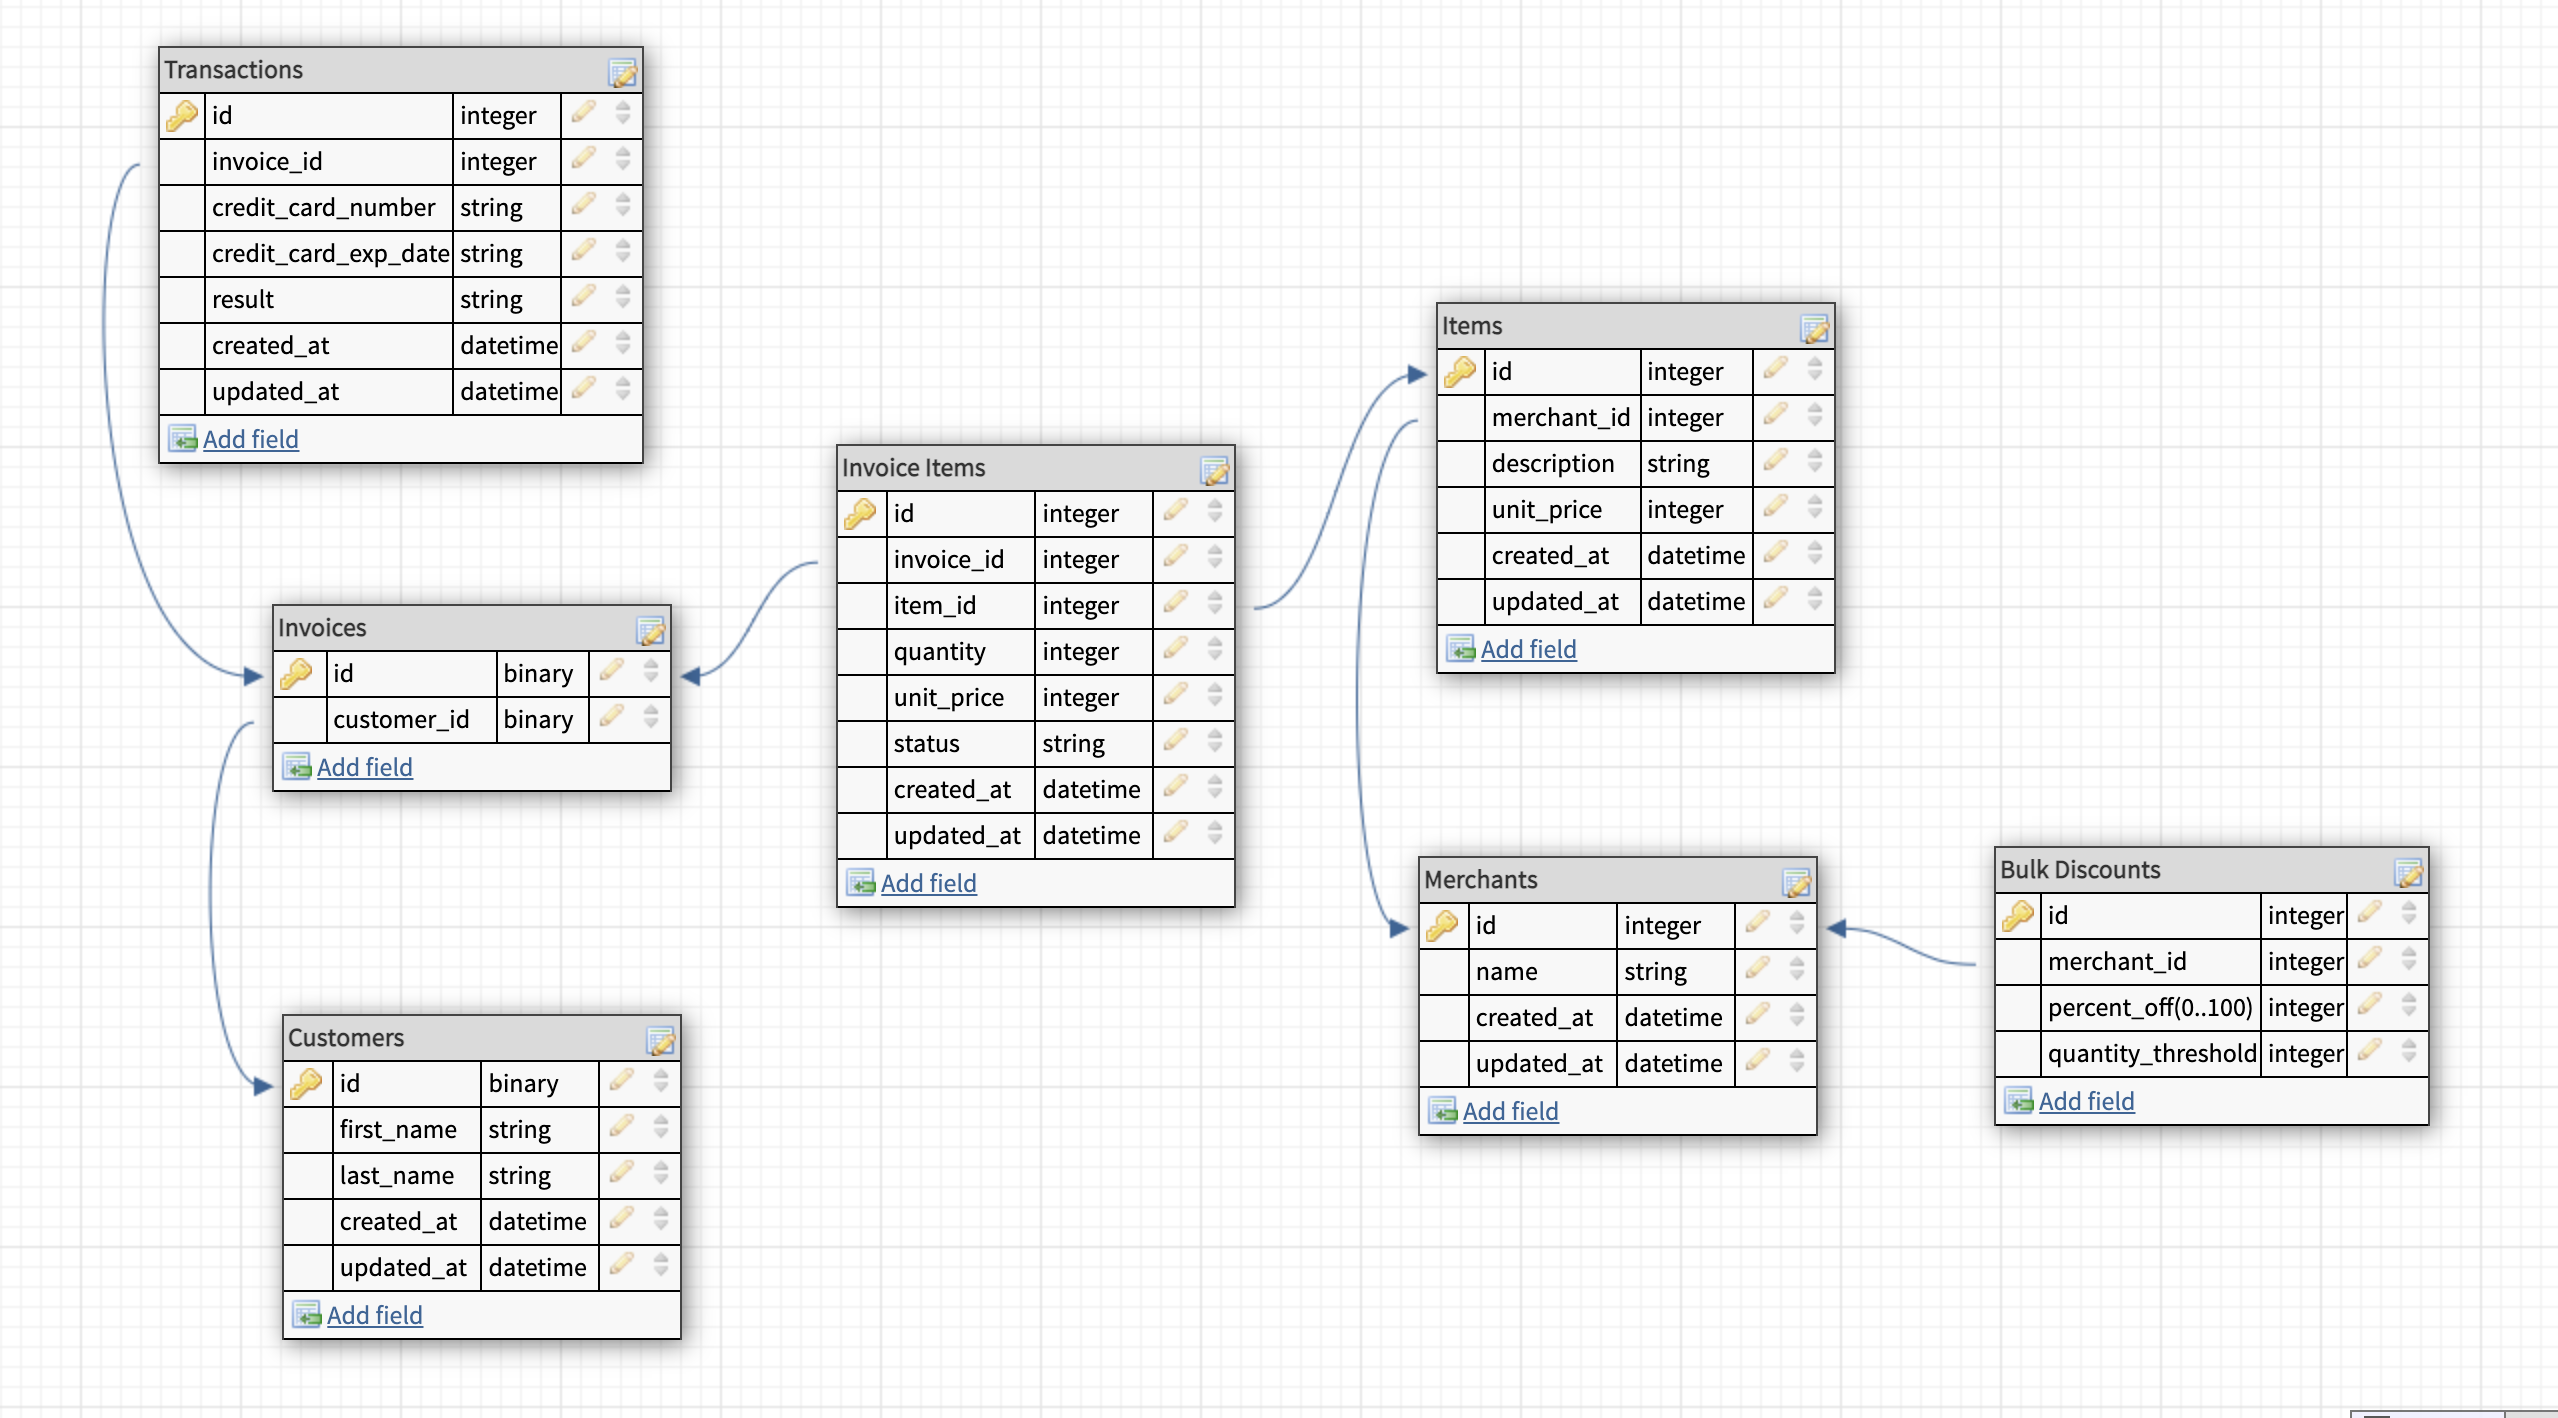 Transactions
id integer
invoice_id integer
credit_card_number string
credit_card_exp_date string
result string
created_at datetime
updated_at datetime
Add field
Invoices
id binary
customer_id binary
Add field
Customers
id binary
first_name string
last_name string
created_at datetime
updated_at datetime
Add field
Invoice Items
id integer
invoice_id integer
item_id integer
quantity integer
unit_price integer
status string
created_at datetime
updated_at datetime
Add field
Items
id integer
merchant_id integer
description string
unit_price integer
created_at datetime
updated_at datetime
Add field
Merchants
id integer
name string
created_at datetime
updated_at datetime
Add field
Bulk Discounts
id integer
merchant_id integer
percent_off(0..100) integer
quantity_threshold integer
Add field